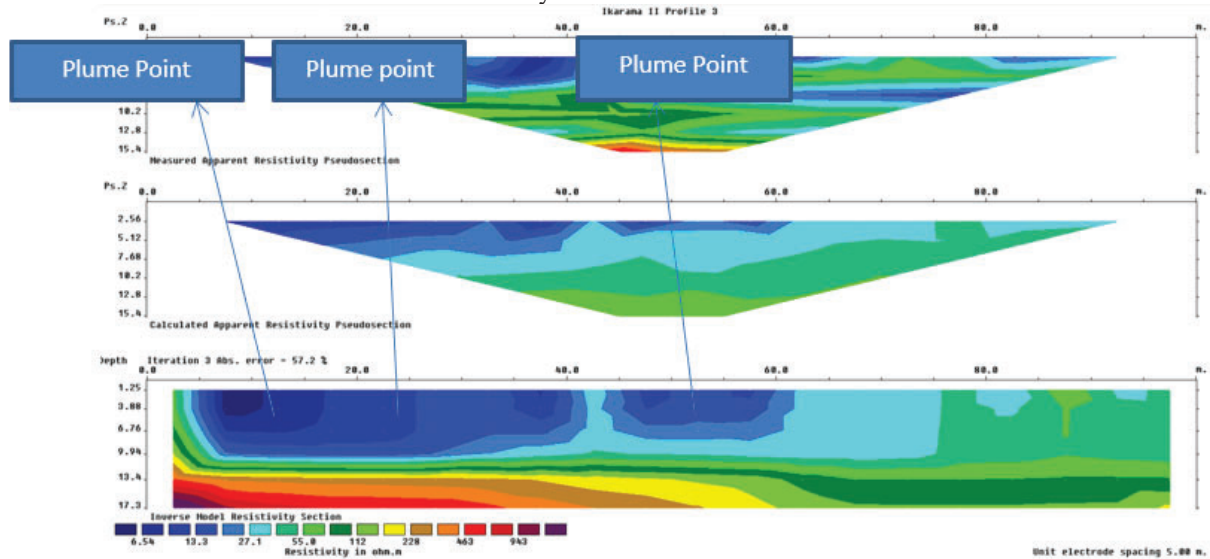 Ikarama II Profile 3
Ps.Z 0.0 20.0 40.0 60.0 80.0 m.
Plume Point Plume point Plume Point
10.2
12.8
15.4
Measured Apparent Resistivity Pseudosection
Ps.Z 0.0 20.0 40.0 60.0 80.0 m.
2.56
5.12
7.68
10.2
12.8
15.4
Calculated Apparent Resistivity Pseudosection
Depth Iteration 3 Abs. error = 57.2 %
0.0 20.0 40.0 60.0 80.0 m.
1.25
3.88
6.76
9.94
13.4
17.3
Inverse Model Resistivity Section
6.54 13.3 27.1 55.0 112 228 463 943
Resistivity in ohm.m Unit electrode spacing 5.00 m.